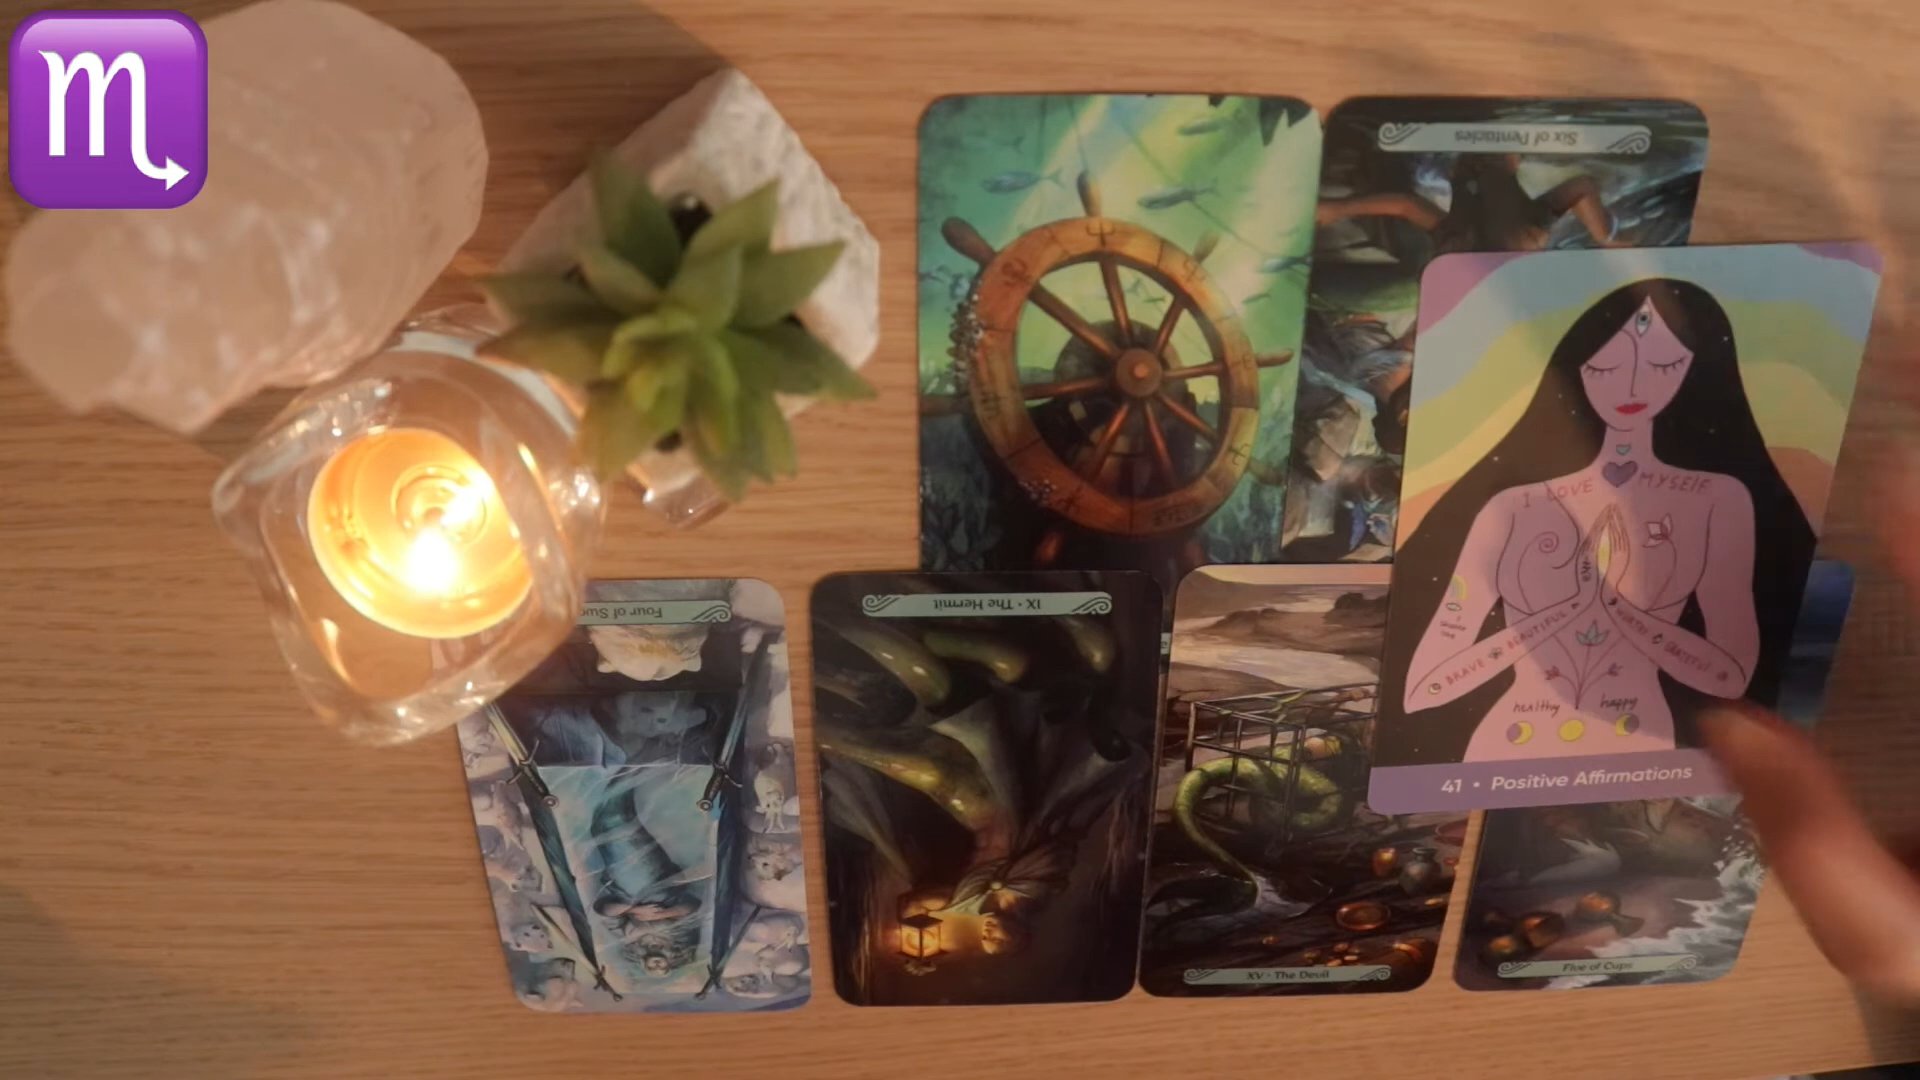 Six of Pentacles
I LOVE MYSELF
BRAVE BEAUTIFUL
WORTHY GRATEFUL
healthy happy
41 • Positive Affirmations
Four of
IX • The Hermit
XV • The Devil
Five of Cups